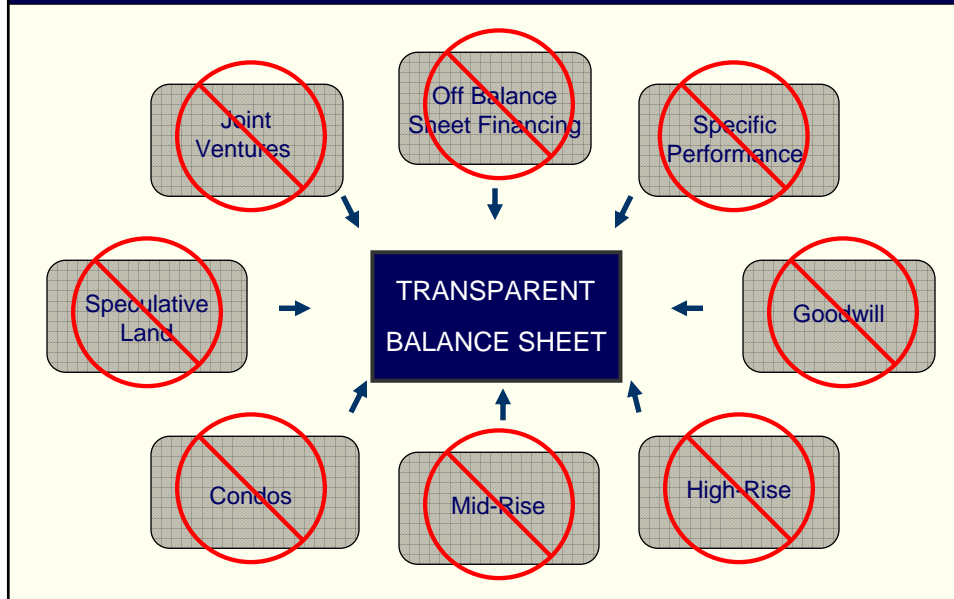 Off Balance
Sheet Financing
Joint
Ventures
Specific
Performance
Speculative
Land
TRANSPARENT
BALANCE SHEET
Goodwill
Condos
Mid-Rise
High-Rise